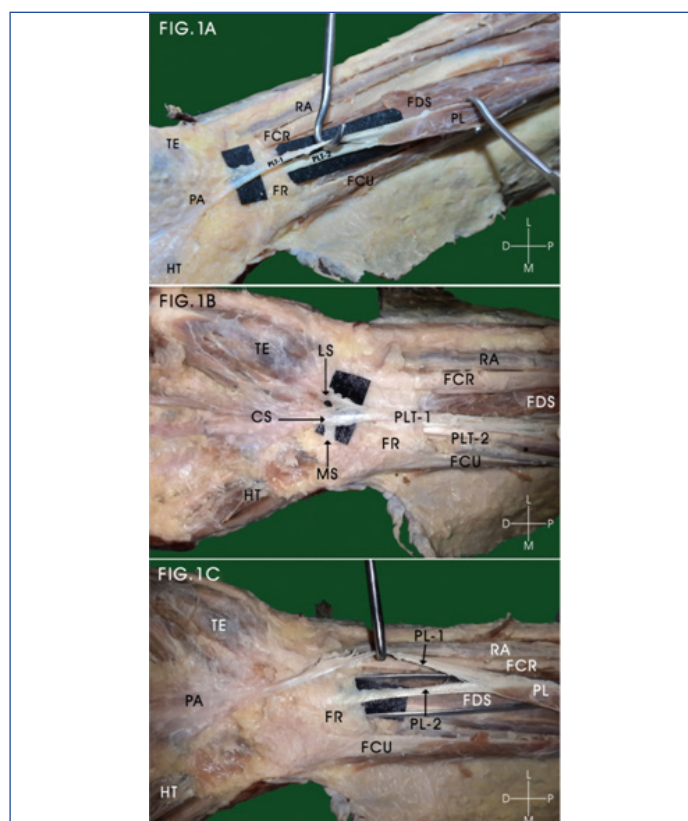 FIG.1A
RA
FDS
TE
FCR
PL
PLT-1
PLT-2
FR
FCU
PA
HT
L
D P
M
FIG.1B
TE
LS
RA
FCR
FDS
CS
PLT-1
PLT-2
FR
FCU
MS
HT
L
D P
M
FIG.1C
TE
PL-1
RA
FCR
PL
PA
FDS
FR
PL-2
FCU
HT
L
D P
M